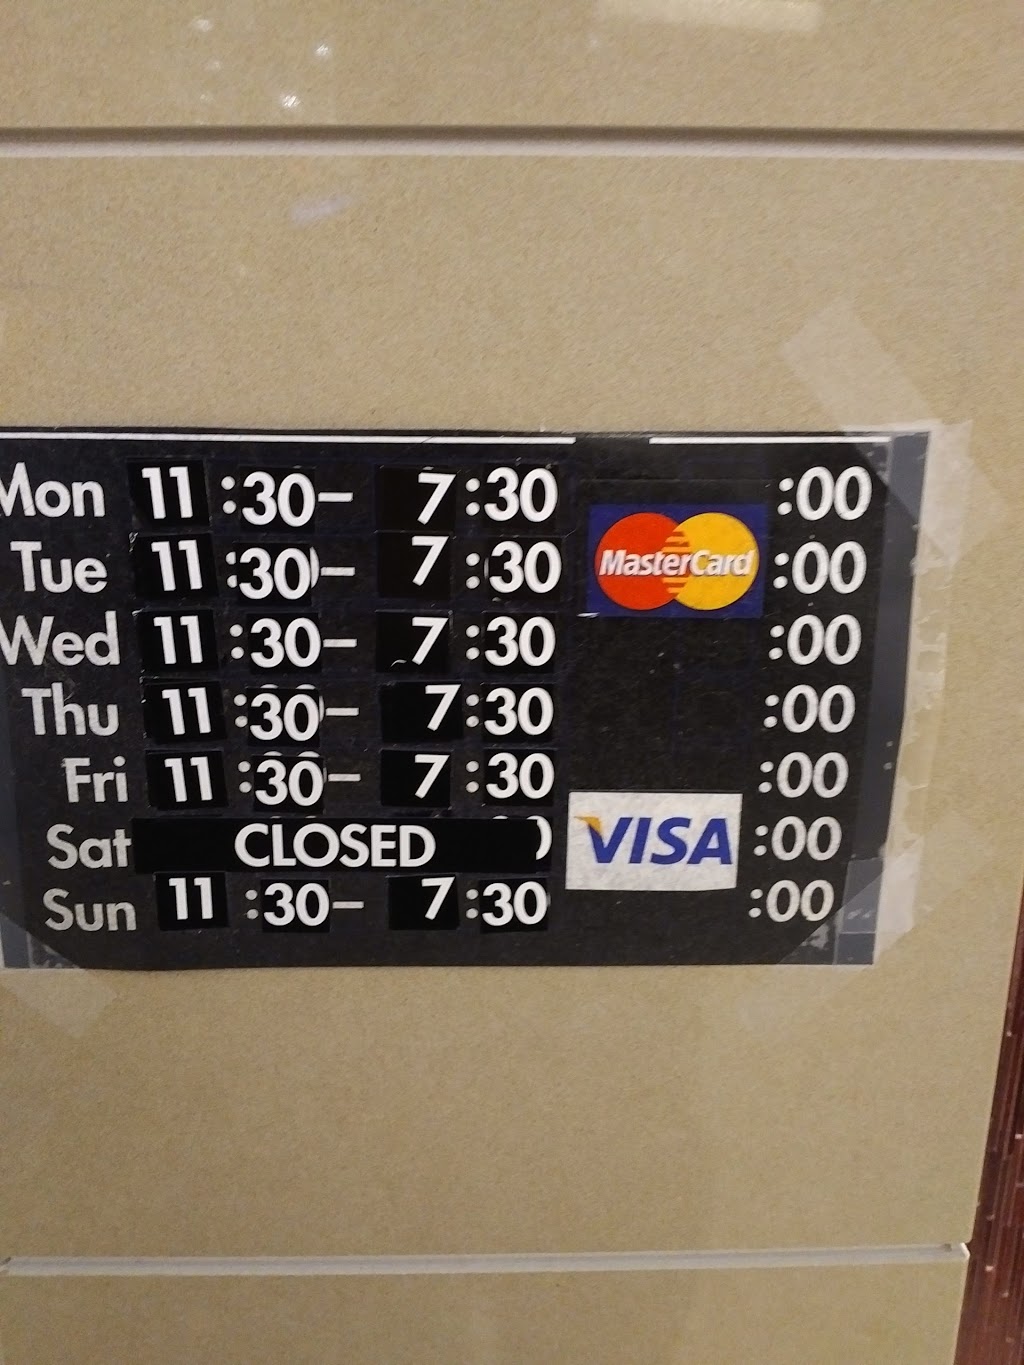 Mon 11 :30– 7 :30 :00
MasterCard
Tue 11 :30– 7 :30 :00
Wed 11 :30– 7 :30 :00
Thu 11 :30– 7 :30 :00
Fri 11 :30– 7 :30 :00
Sat CLOSED VISA :00
Sun 11 :30– 7 :30 :00